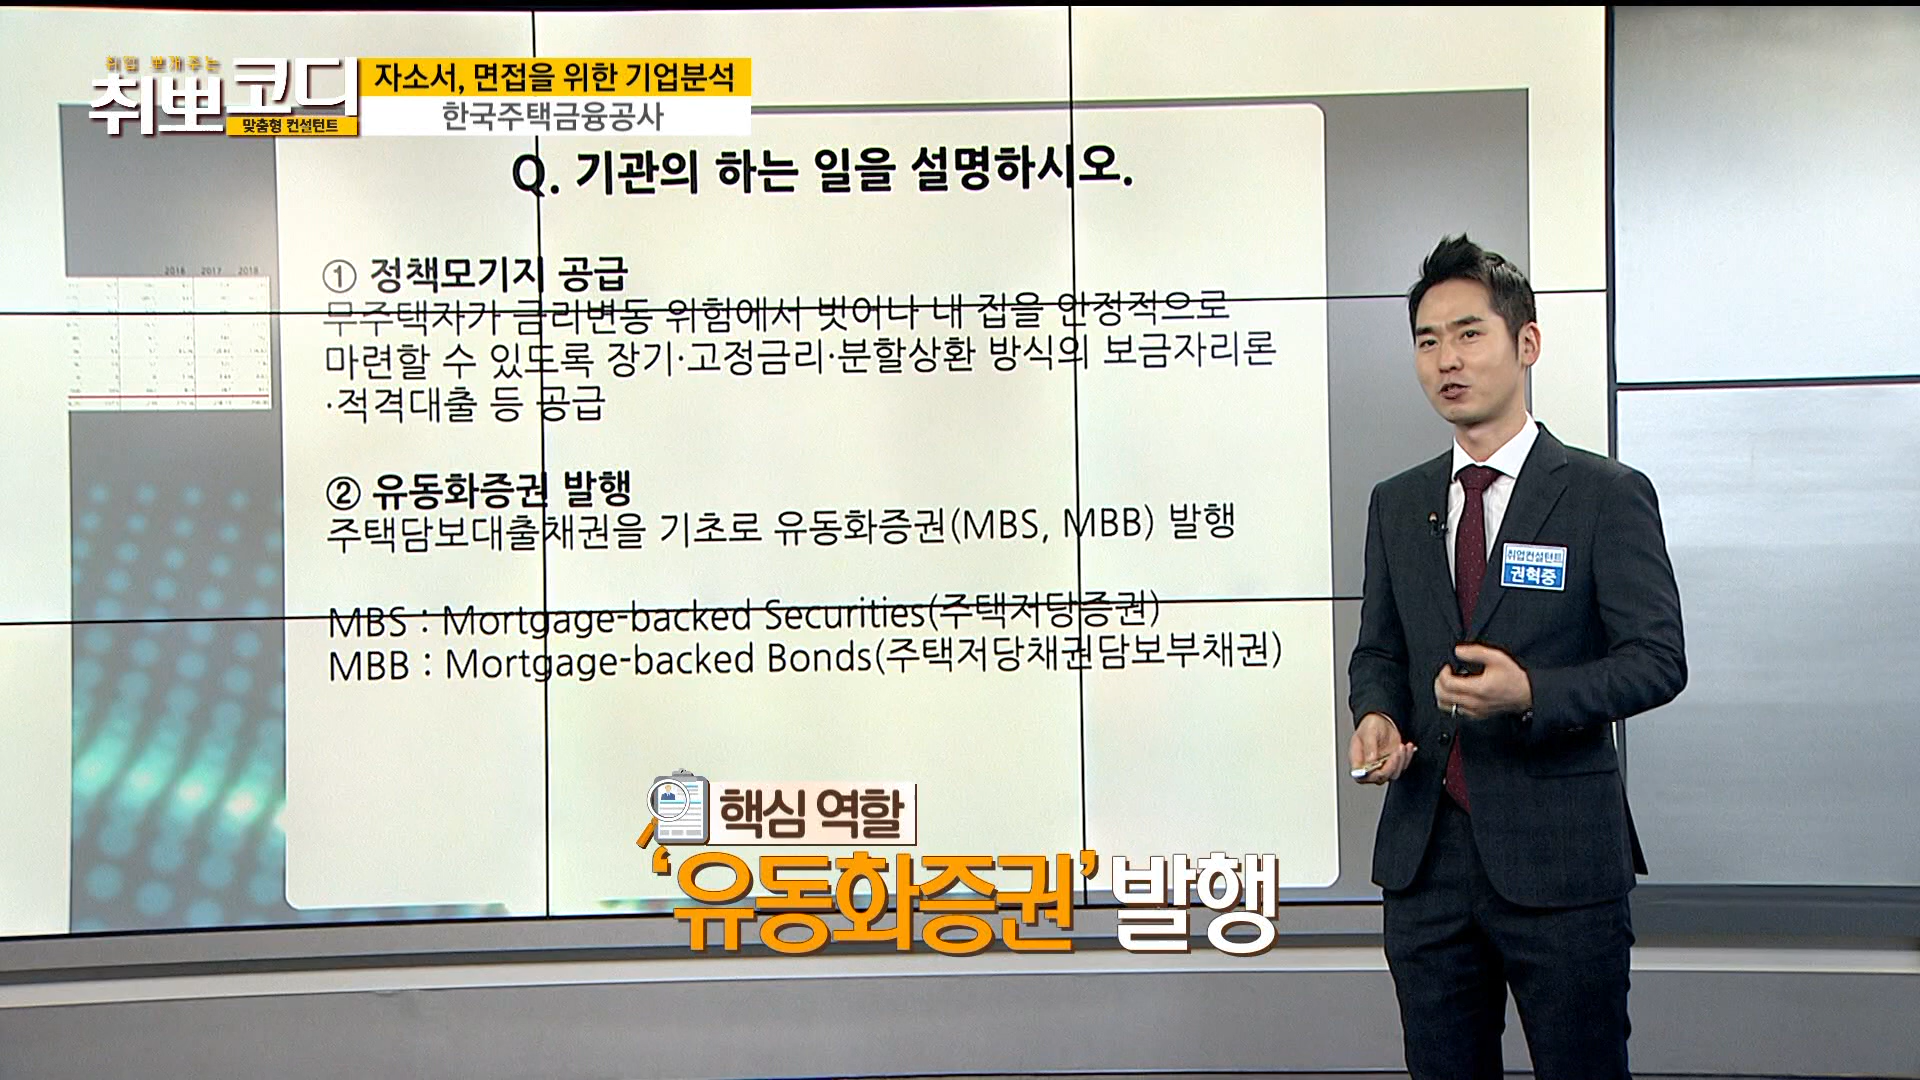 취업 뽀개주는
취뽀코디
맞춤형 컨설턴트
자소서, 면접을 위한 기업분석
한국주택금융공사
Q. 기관의 하는 일을 설명하시오.
2016 2017 2018
① 정책모기지 공급
무주택자가 금리변동 위험에서 벗어나 내 집을 안정적으로
마련할 수 있도록 장기·고정금리·분할상환 방식의 보금자리론
·적격대출 등 공급
② 유동화증권 발행
주택담보대출채권을 기초로 유동화증권(MBS, MBB) 발행
MBS : Mortgage-backed Securities(주택저당증권)
MBB : Mortgage-backed Bonds(주택저당채권담보부채권)
취업컨설턴트
권혁중
핵심 역할
‘유동화증권’ 발행